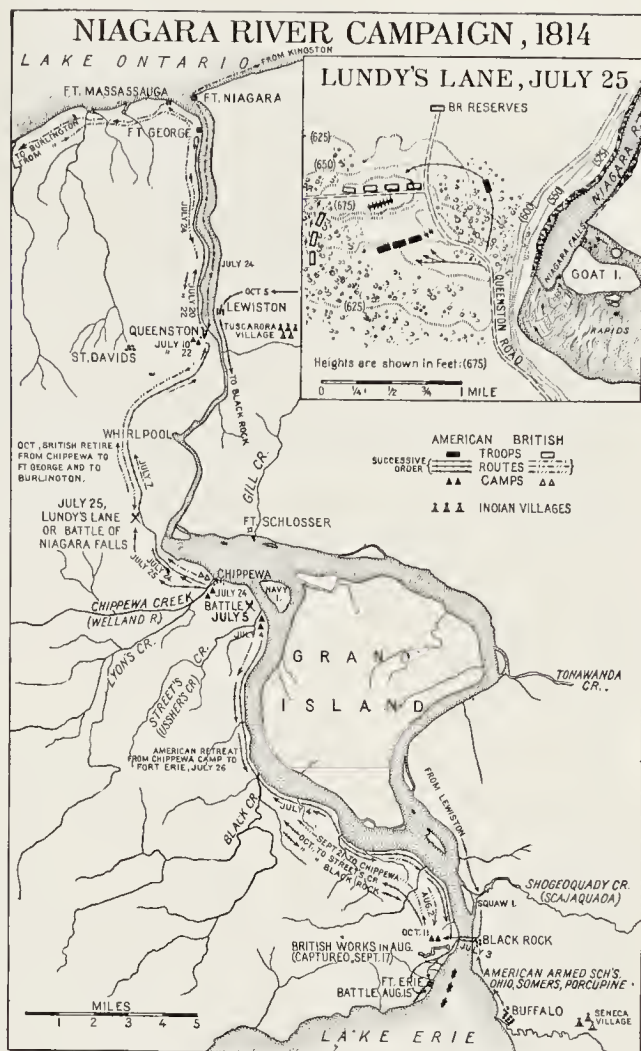 NIAGARA RIVER CAMPAIGN, 1814
LAKE ONTARIO
FROM KINGSTON
FT. MASSASSAUGA
FT. NIAGARA
FT. GEORGE
TO BURLINGTON
FROM "
JULY 24
JULY 24
JULY 20
" 22
OCT 5
LEWISTON
TUSCARORA
VILLAGE
QUEENSTON
JULY 10
" 22
ST. DAVIDS
TO BLACK ROCK
WHIRLPOOL
GILL CR.
OCT, BRITISH RETIRE
FROM CHIPPEWA TO
FT GEORGE AND TO
BURLINGTON.
JULY 25,
LUNDY'S LANE
OR BATTLE OF
NIAGARA FALLS
FT. SCHLOSSER
JULY 25
CHIPPEWA
NAVY
I.
JULY 24
BATTLE
JULY 5
JULY
CHIPPEWA CREEK
(WELLAND R)
LYON'S CR.
STREET'S CR.
(USSHER'S CR)
GRAND
ISLAND
TONAWANDA
CR.
AMERICAN RETREAT
FROM CHIPPEWA CAMP TO
FORT ERIE, JULY 26
BLACK CR
JULY 4
SEPT 27 TO CHIPPEWA
OCT, TO STREET'S CR
" " BLACK ROCK
FROM LEWISTON
AUG. 2
SHOGEOQUADY CR.
(SCAJAQUADA)
SQUAW I.
OCT. 11
BLACK ROCK
JULY 3
BRITISH WORKS IN AUG.
(CAPTURED, SEPT. 17)
FT. ERIE
BATTLE AUG. 15
AMERICAN ARMED SCH'S.
OHIO, SOMERS, PORCUPINE
BUFFALO
SENECA
VILLAGE
LAKE ERIE
MILES
1 2 3 4 5
LUNDY'S LANE, JULY 25
BR RESERVES
(625)
(650)
(675)
(625)
(600)
(550)
(525)
NIAGARA R.
NIAGARA FALLS
GOAT I.
RAPIDS
QUEENSTON ROAD
Heights are shown in Feet: (675)
0 1/4 1/2 3/4 1 MILE
AMERICAN BRITISH
TROOPS
SUCCESSIVE
ORDER
ROUTES
CAMPS
INDIAN VILLAGES